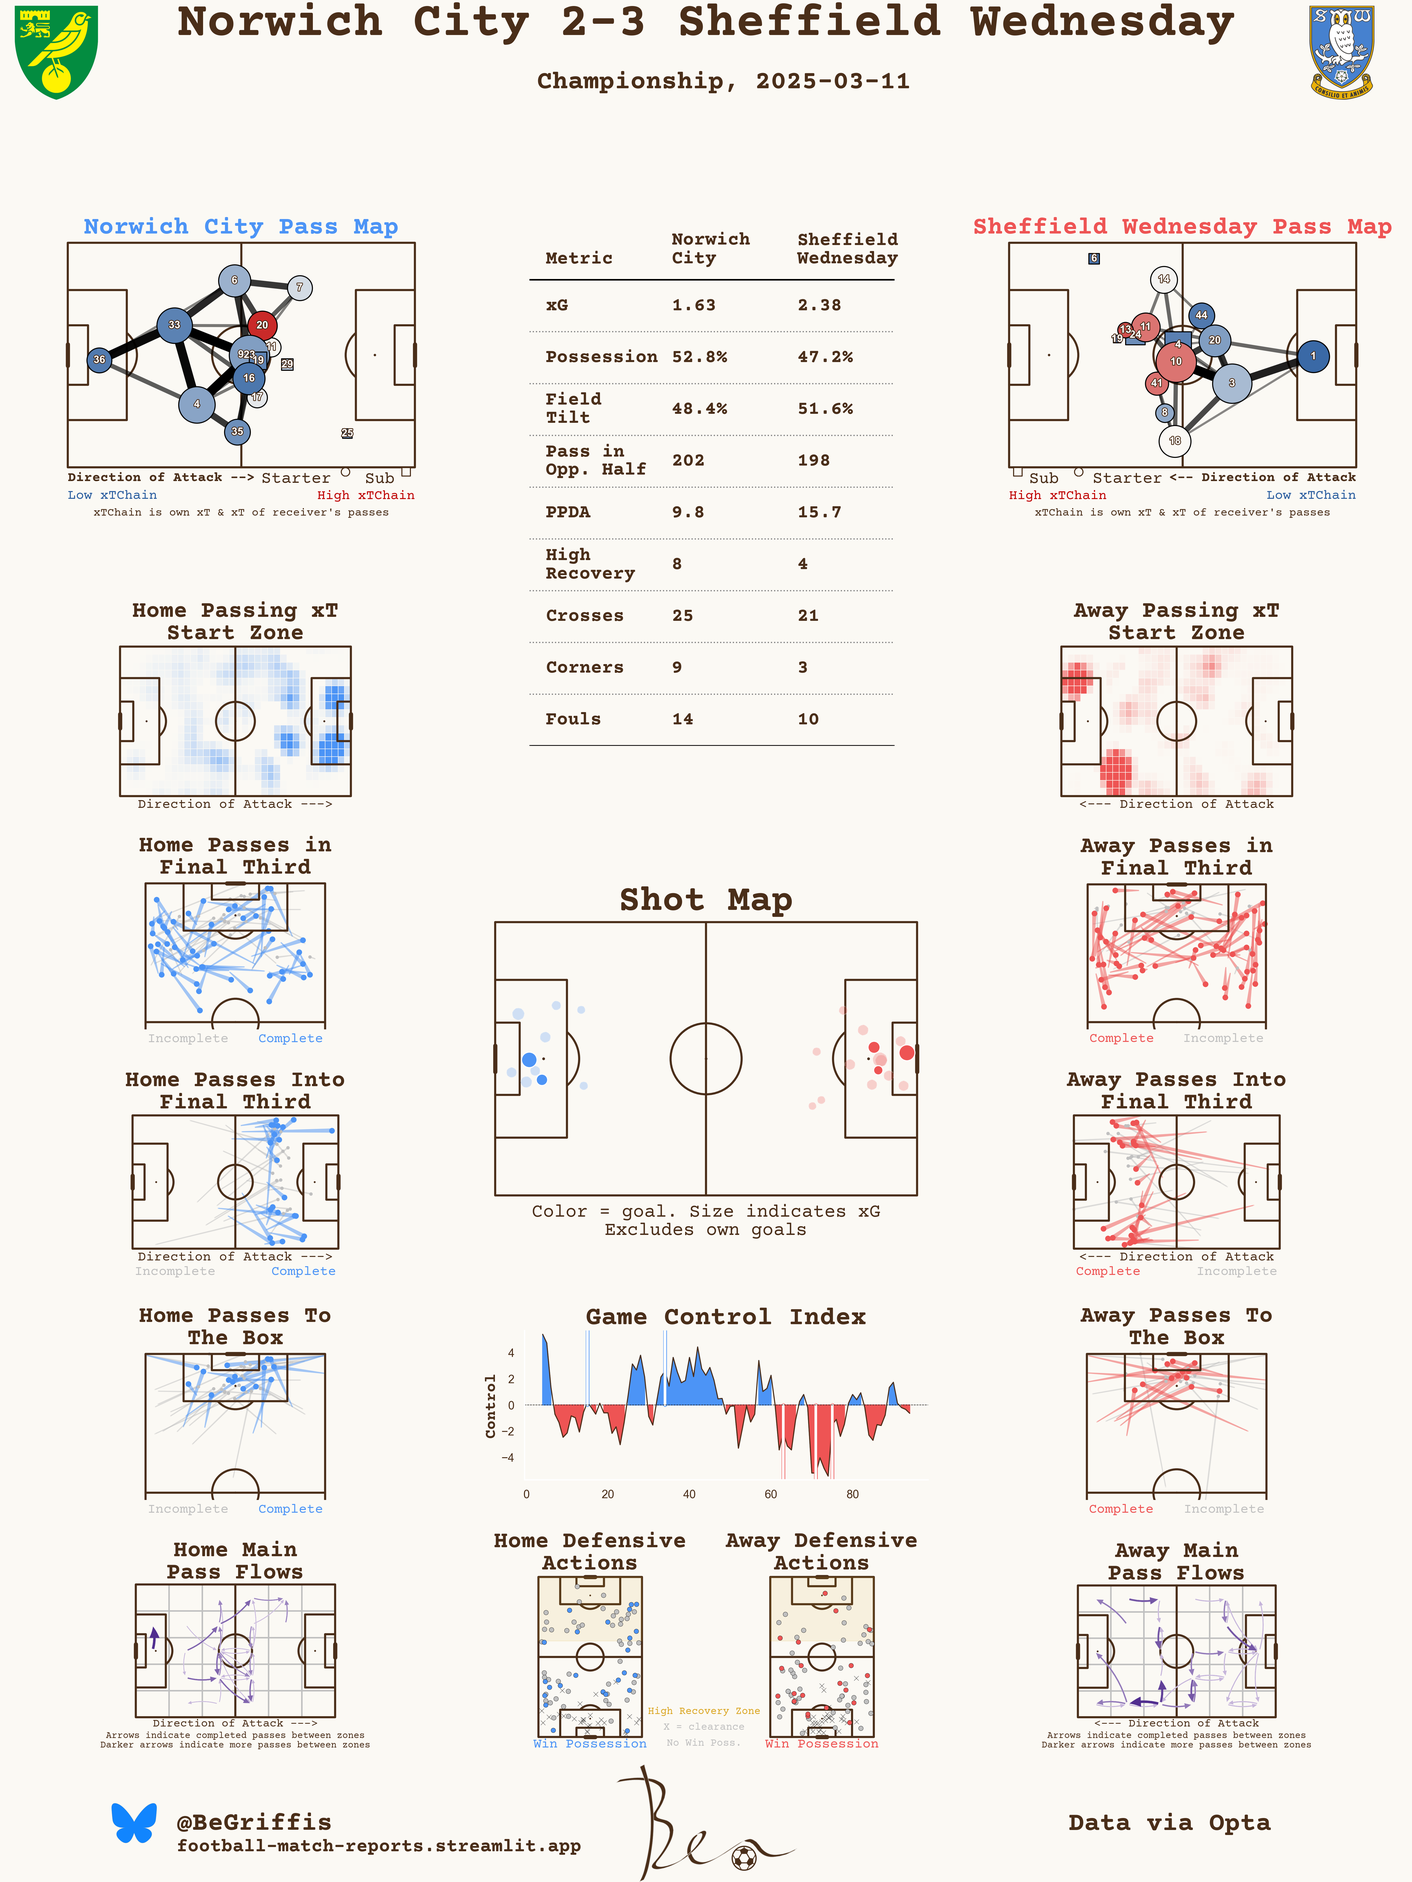 Norwich City 2-3 Sheffield Wednesday
Championship, 2025-03-11
S W
CONSILIO ET ANIMIS
Norwich City Pass Map
6
7
33
20
11
36
923
19
29
16
17
4
35
25
Direction of Attack --> Starter Sub
Low xTChain High xTChain
xTChain is own xT & xT of receiver's passes
Metric Norwich City Sheffield Wednesday
xG 1.63 2.38
Possession 52.8% 47.2%
Field Tilt 48.4% 51.6%
Pass in Opp. Half 202 198
PPDA 9.8 15.7
High Recovery 8 4
Crosses 25 21
Corners 9 3
Fouls 14 10
Sheffield Wednesday Pass Map
6
14
44
13
11
19
24
4
20
10
1
41
3
8
18
Sub Starter <-- Direction of Attack
High xTChain Low xTChain
xTChain is own xT & xT of receiver's passes
Home Passing xT
Start Zone
Direction of Attack --->
Away Passing xT
Start Zone
<--- Direction of Attack
Home Passes in
Final Third
Incomplete Complete
Away Passes in
Final Third
Complete Incomplete
Shot Map
Color = goal. Size indicates xG
Excludes own goals
Home Passes Into
Final Third
Direction of Attack --->
Incomplete Complete
Away Passes Into
Final Third
<--- Direction of Attack
Complete Incomplete
Home Passes To
The Box
Incomplete Complete
Game Control Index
Control
4
2
0
−2
−4
0 20 40 60 80
Away Passes To
The Box
Complete Incomplete
Home Main
Pass Flows
Direction of Attack --->
Arrows indicate completed passes between zones
Darker arrows indicate more passes between zones
Home Defensive
Actions
Win Possession
Away Defensive
Actions
Win Possession
High Recovery Zone
X = clearance
No Win Poss.
Away Main
Pass Flows
<--- Direction of Attack
Arrows indicate completed passes between zones
Darker arrows indicate more passes between zones
@BeGriffis
football-match-reports.streamlit.app
Ben
Data via Opta